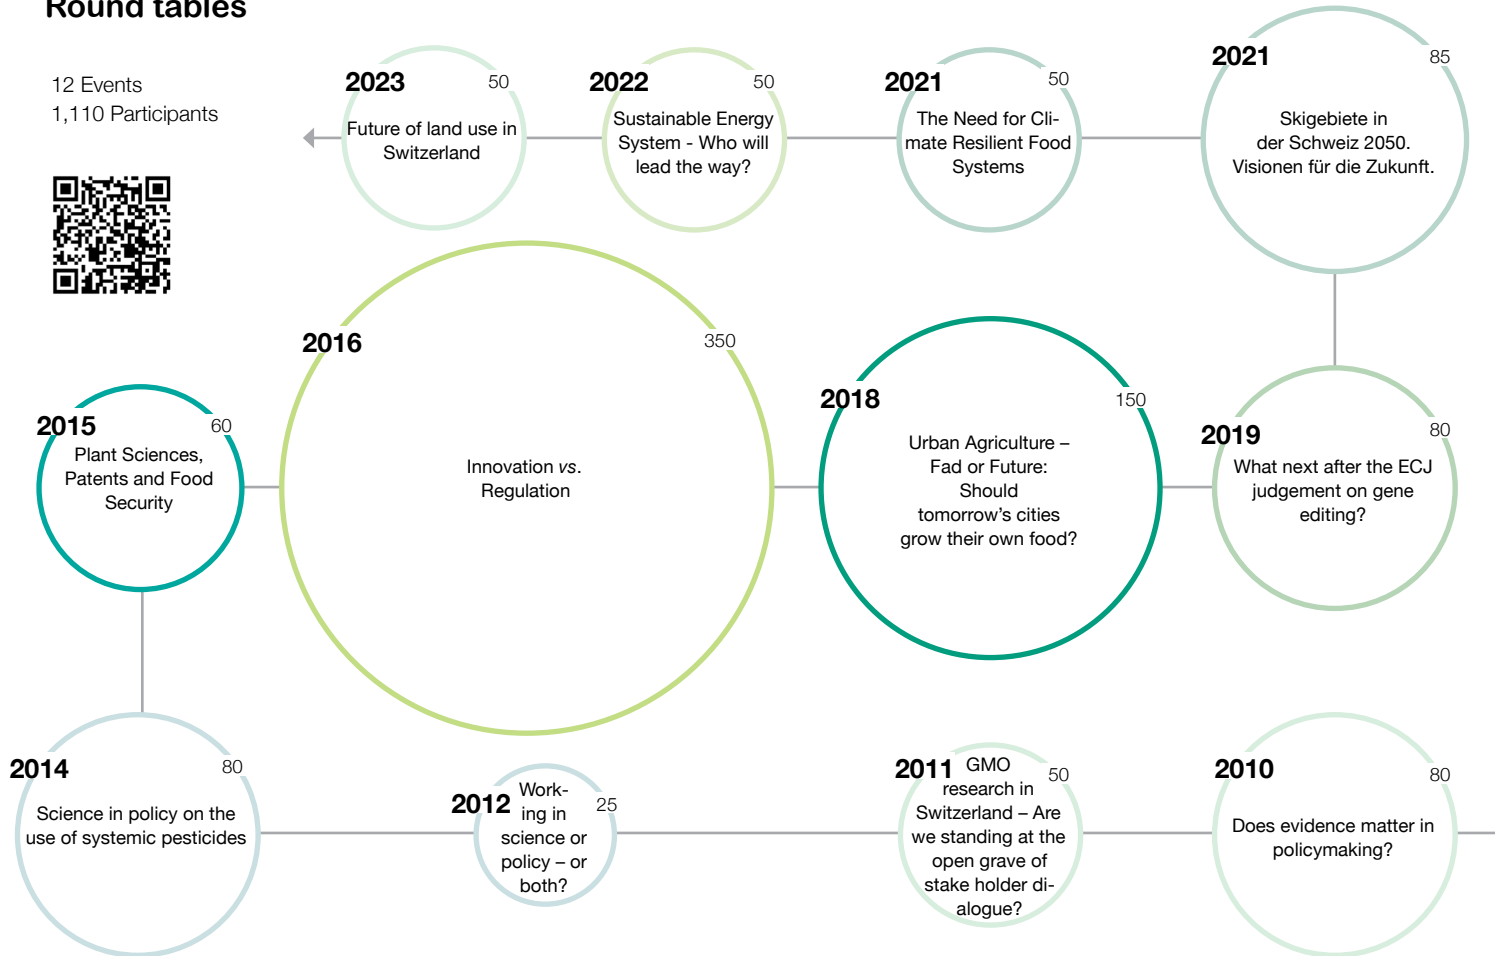 Round tables
12 Events
1,110 Participants
2023
50
Future of land use in
Switzerland
2022
50
Sustainable Energy
System - Who will
lead the way?
2021
50
The Need for Cli-
mate Resilient Food
Systems
2021
85
Skigebiete in
der Schweiz 2050.
Visionen für die Zukunft.
2015
60
Plant Sciences,
Patents and Food
Security
2016
350
Innovation vs.
Regulation
2018
150
Urban Agriculture –
Fad or Future:
Should
tomorrow’s cities
grow their own food?
2019
80
What next after the ECJ
judgement on gene
editing?
2014
80
Science in policy on the
use of systemic pesticides
2012
25
Work-
ing in
science or
policy – or
both?
2011
50
GMO
research in
Switzerland – Are
we standing at the
open grave of
stake holder di-
alogue?
2010
80
Does evidence matter in
policymaking?